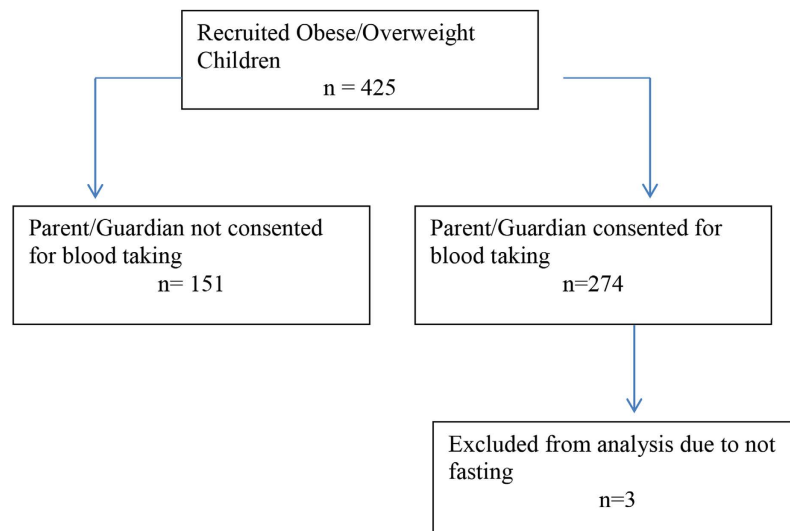 Recruited Obese/Overweight
Children
n = 425
Parent/Guardian not consented
for blood taking
n= 151
Parent/Guardian consented for
blood taking
n=274
Excluded from analysis due to not
fasting
n=3